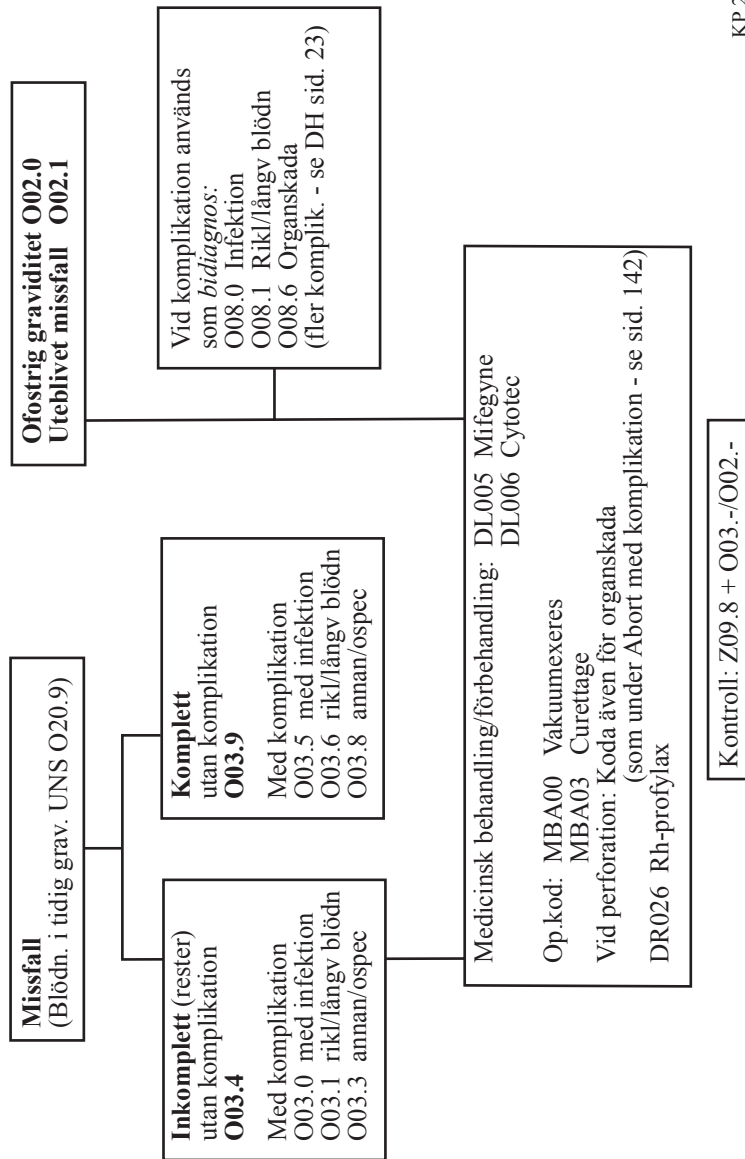 Missfall
(Blödn. i tidig grav. UNS O20.9)
Inkomplett (rester)
utan komplikation
O03.4
Med komplikation
O03.0 med infektion
O03.1 rikl/långv blödn
O03.3 annan/ospec
Komplett
utan komplikation
O03.9
Med komplikation
O03.5 med infektion
O03.6 rikl/långv blödn
O03.8 annan/ospec
Ofostrig graviditet O02.0
Uteblivet missfall O02.1
Vid komplikation används
som bidiagnos:
O08.0 Infektion
O08.1 Rikl/långv blödn
O08.6 Organskada
(fler komplik. - se DH sid. 23)
Medicinsk behandling/förbehandling: DL005 Mifegyne
DL006 Cytotec
Op.kod: MBA00 Vakuumexeres
MBA03 Curettage
Vid perforation: Koda även för organskada
(som under Abort med komplikation - se sid. 142)
DR026 Rh-profylax
Kontroll: Z09.8 + O03.-/O02.-